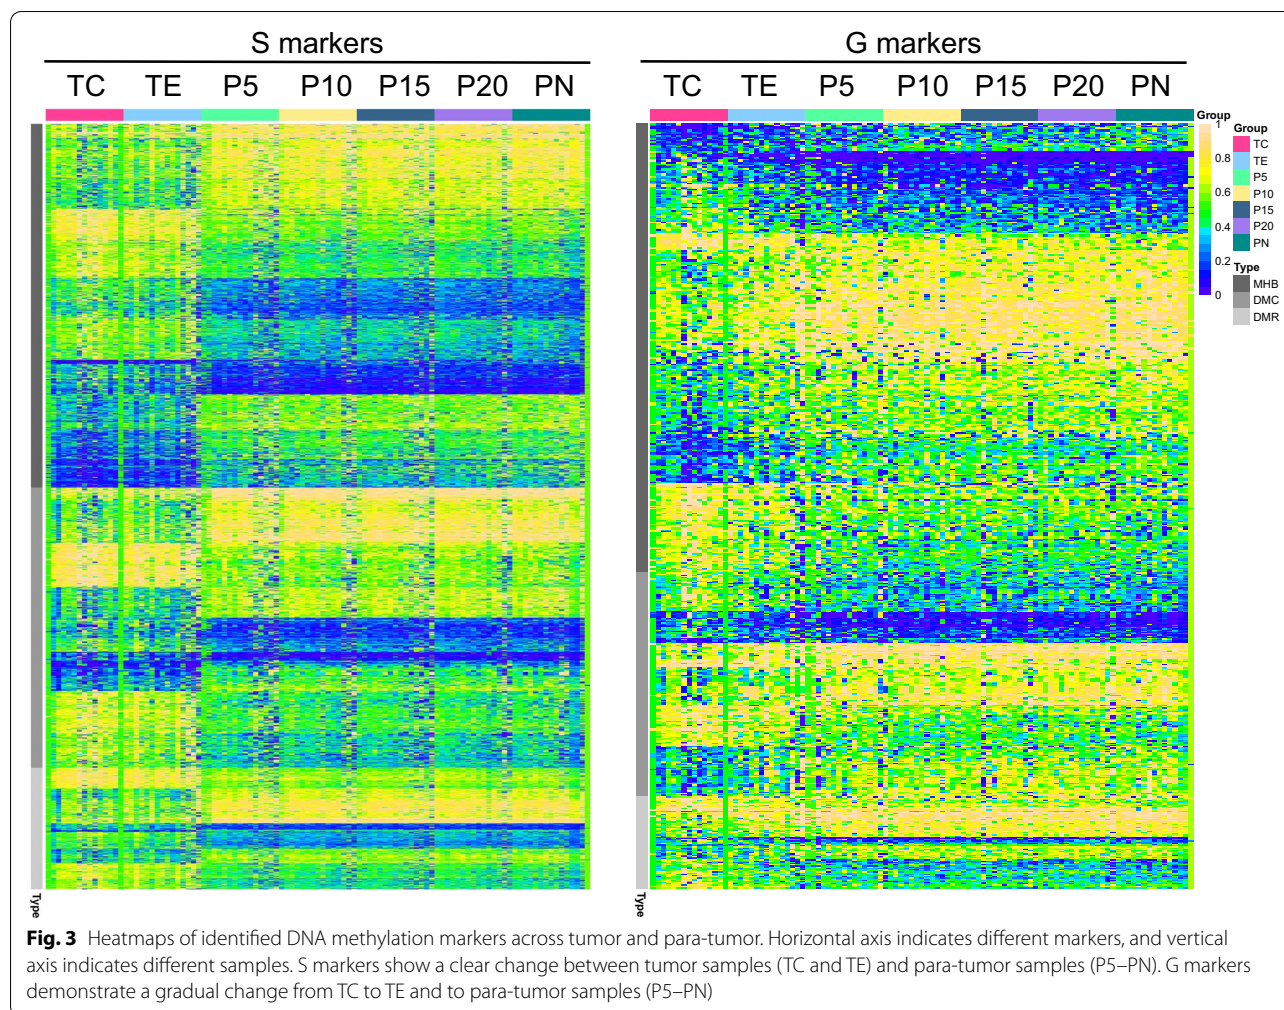 S markers
G markers
TC TE P5 P10 P15 P20 PN
TC TE P5 P10 P15 P20 PN
Group
1
0.8
0.6
0.4
0.2
0
Group
TC
TE
P5
P10
P15
P20
PN
Type
MHB
DMC
DMR
Type
Type
Fig. 3 Heatmaps of identified DNA methylation markers across tumor and para-tumor. Horizontal axis indicates different markers, and vertical
axis indicates different samples. S markers show a clear change between tumor samples (TC and TE) and para-tumor samples (P5–PN). G markers
demonstrate a gradual change from TC to TE and to para-tumor samples (P5–PN)